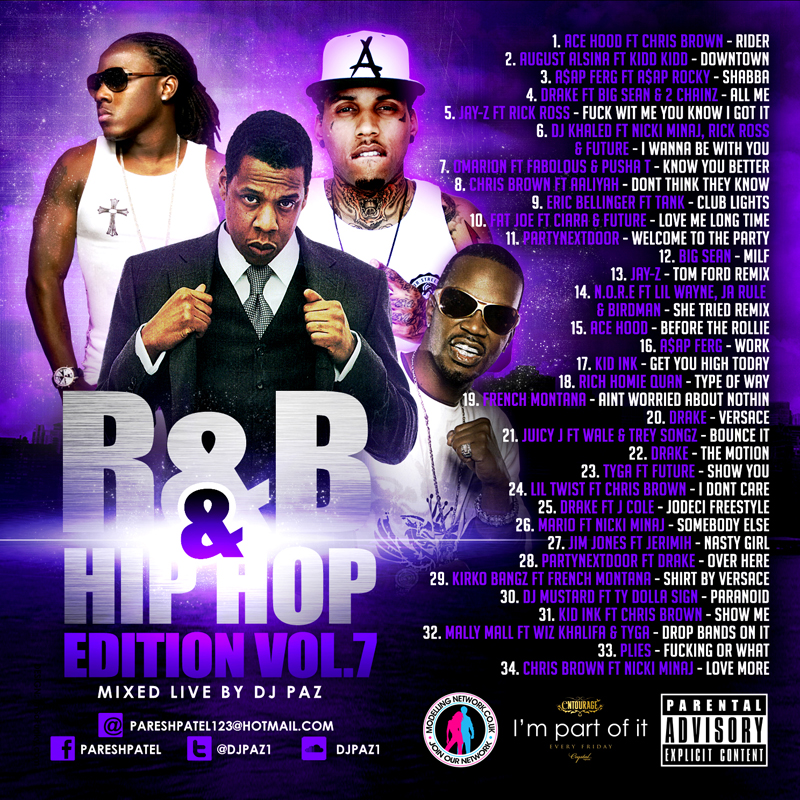 1. ACE HOOD FT CHRIS BROWN - RIDER
2. AUGUST ALSINA FT KIDD KIDD - DOWNTOWN
3. A$AP FERG FT A$AP ROCKY - SHABBA
4. DRAKE FT BIG SEAN & 2 CHAINZ - ALL ME
5. JAY-Z FT RICK ROSS - FUCK WIT ME YOU KNOW I GOT IT
6. DJ KHALED FT NICKI MINAJ, RICK ROSS
& FUTURE - I WANNA BE WITH YOU
7. OMARION FT FABOLOUS & PUSHA T - KNOW YOU BETTER
8. CHRIS BROWN FT AALIYAH - DONT THINK THEY KNOW
9. ERIC BELLINGER FT TANK - CLUB LIGHTS
10. FAT JOE FT CIARA & FUTURE - LOVE ME LONG TIME
11. PARTYNEXTDOOR - WELCOME TO THE PARTY
12. BIG SEAN - MILF
13. JAY-Z - TOM FORD REMIX
14. N.O.R.E FT LIL WAYNE, JA RULE
& BIRDMAN - SHE TRIED REMIX
15. ACE HOOD - BEFORE THE ROLLIE
16. A$AP FERG - WORK
17. KID INK - GET YOU HIGH TODAY
18. RICH HOMIE QUAN - TYPE OF WAY
19. FRENCH MONTANA - AINT WORRIED ABOUT NOTHIN
20. DRAKE - VERSACE
21. JUICY J FT WALE & TREY SONGZ - BOUNCE IT
22. DRAKE - THE MOTION
23. TYGA FT FUTURE - SHOW YOU
24. LIL TWIST FT CHRIS BROWN - I DONT CARE
25. DRAKE FT J COLE - JODECI FREESTYLE
26. MARIO FT NICKI MINAJ - SOMEBODY ELSE
27. JIM JONES FT JERIMIH - NASTY GIRL
28. PARTYNEXTDOOR FT DRAKE - OVER HERE
29. KIRKO BANGZ FT FRENCH MONTANA - SHIRT BY VERSACE
30. DJ MUSTARD FT TY DOLLA SIGN - PARANOID
31. KID INK FT CHRIS BROWN - SHOW ME
32. MALLY MALL FT WIZ KHALIFA & TYGA - DROP BANDS ON IT
33. PLIES - FUCKING OR WHAT
34. CHRIS BROWN FT NICKI MINAJ - LOVE MORE
A
R&B
&
HIP HOP
EDITION VOL.7
MIXED LIVE BY DJ PAZ
@ PARESHPATEL123@HOTMAIL.COM
f PARESHPATEL
t @DJPAZ1
DJPAZ1
MODELLING NETWORK.CO.UK
JOIN OUR NETWORK
ENTOURAGE
I'm part of it
EVERY FRIDAY
Crystal
PARENTAL
ADVISORY
EXPLICIT CONTENT